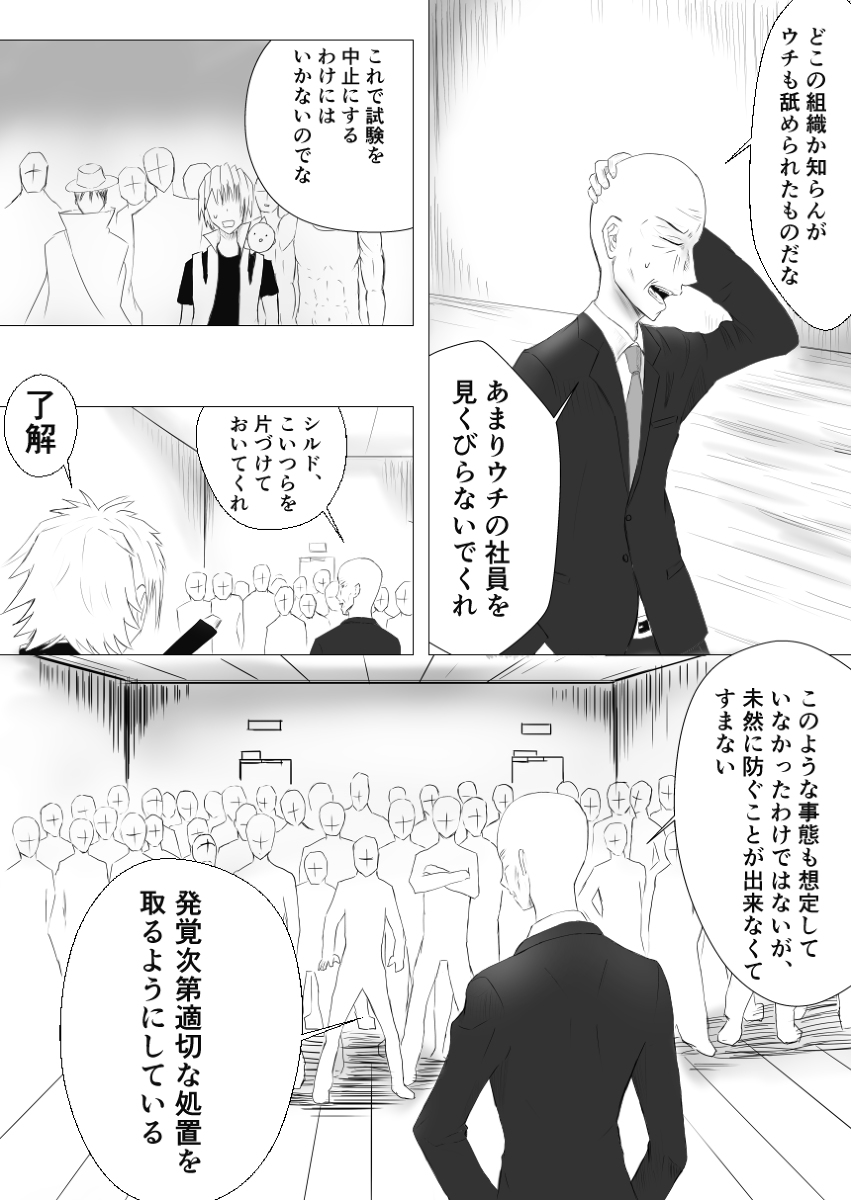 どこの組織か知らんが
ウチも舐められたものだな
あまりウチの社員を
見くびらないでくれ
これで試験を
中止にする
わけには
いかないのでな
シルド、
こいつらを
片づけて
おいてくれ
了解
このような事態も想定して
いなかったわけではないが、
未然に防ぐことが出来なくて
すまない
発覚次第適切な処置を
取るようにしている